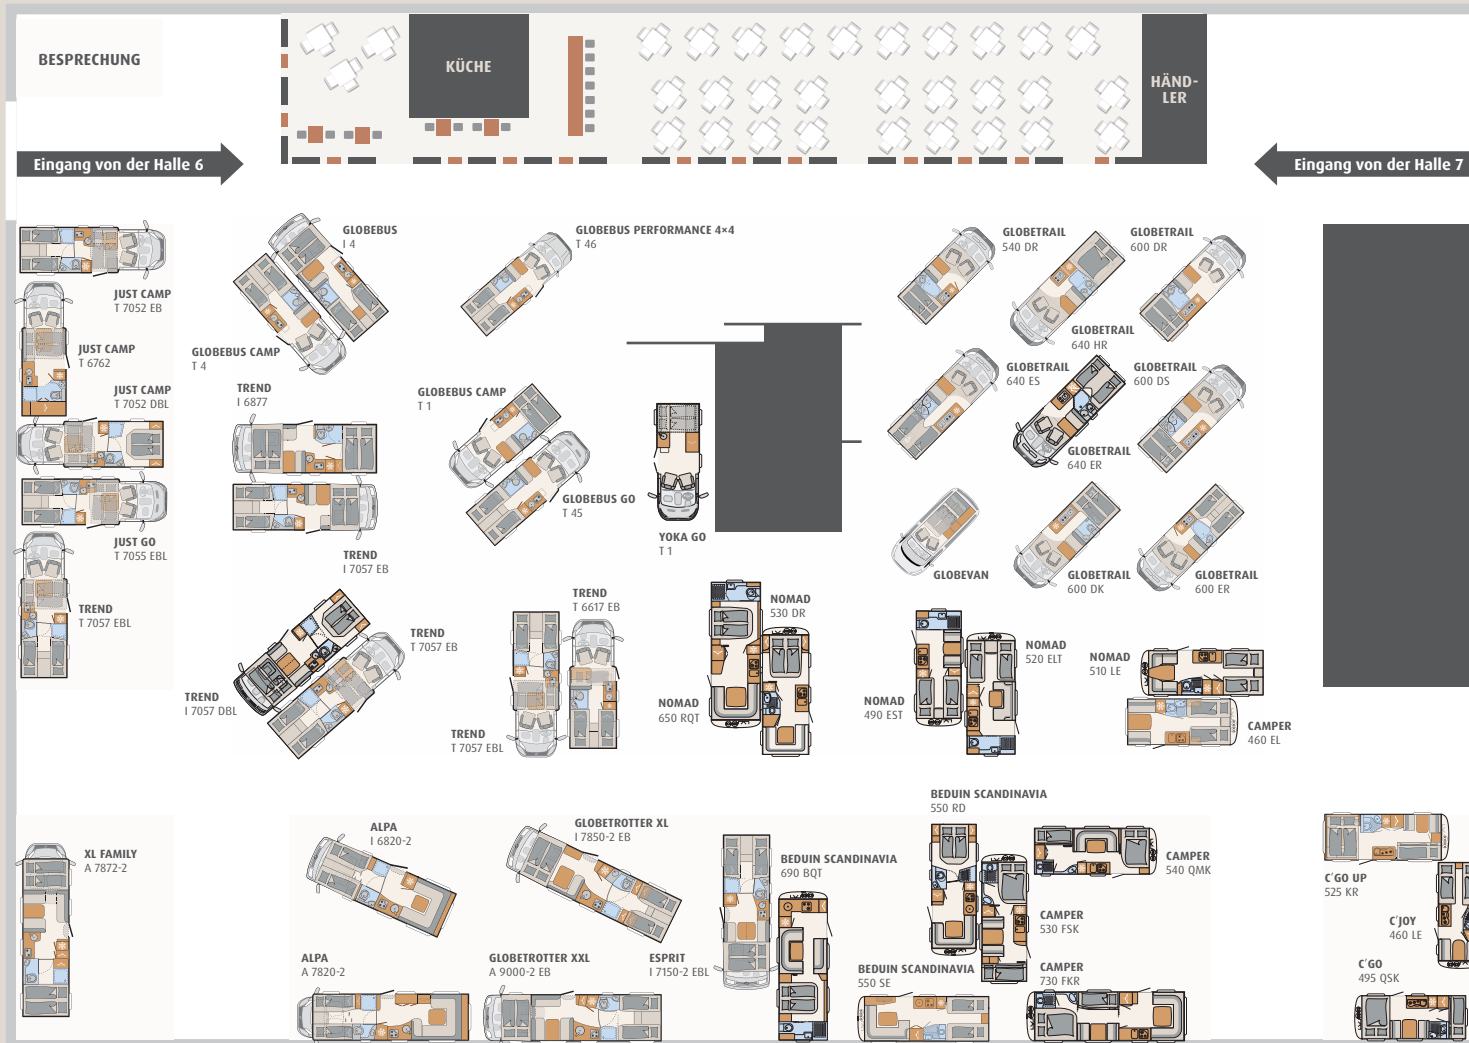 BESPRECHUNG
KÜCHE
HÄND-
LER
Eingang von der Halle 6
Eingang von der Halle 7
JUST CAMP
T 7052 EB
JUST CAMP
T 6762
JUST CAMP
T 7052 DBL
JUST GO
T 7055 EBL
TREND
T 7057 EBL
GLOBEBUS
I 4
GLOBEBUS CAMP
T 4
GLOBEBUS PERFORMANCE 4×4
T 46
TREND
I 6877
GLOBEBUS CAMP
T 1
GLOBEBUS GO
T 45
TREND
I 7057 EB
YOKA GO
T 1
GLOBETRAIL
540 DR
GLOBETRAIL
600 DR
GLOBETRAIL
640 HR
GLOBETRAIL
640 ES
GLOBETRAIL
600 DS
GLOBETRAIL
640 ER
GLOBEVAN
GLOBETRAIL
600 DK
GLOBETRAIL
600 ER
TREND
T 7057 EB
TREND
I 7057 DBL
TREND
T 6617 EB
TREND
T 7057 EBL
NOMAD
530 DR
NOMAD
650 RQT
NOMAD
520 ELT
NOMAD
490 EST
NOMAD
510 LE
CAMPER
460 EL
XL FAMILY
A 7872-2
ALPA
I 6820-2
GLOBETROTTER XL
I 7850-2 EB
ALPA
A 7820-2
GLOBETROTTER XXL
A 9000-2 EB
ESPRIT
I 7150-2 EBL
BEDUIN SCANDINAVIA
690 BQT
BEDUIN SCANDINAVIA
550 RD
BEDUIN SCANDINAVIA
550 SE
CAMPER
540 QMK
CAMPER
530 FSK
CAMPER
730 FKR
C'GO UP
525 KR
C'JOY
460 LE
C'GO
495 QSK